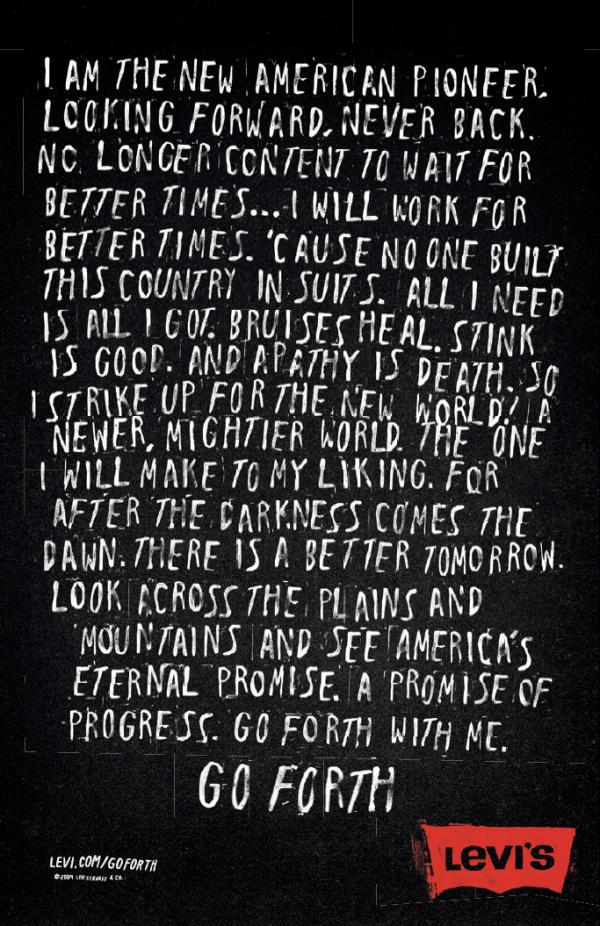 I AM THE NEW AMERICAN PIONEER,
LOOKING FORWARD, NEVER BACK.
NO LONGER CONTENT TO WAIT FOR
BETTER TIMES... I WILL WORK FOR
BETTER TIMES. 'CAUSE NO ONE BUILT
THIS COUNTRY IN SUITS. ALL I NEED
IS ALL I GOT. BRUISES HEAL. STINK
IS GOOD. AND APATHY IS DEATH. SO
I STRIKE UP FOR THE NEW WORLD! A
NEWER, MIGHTIER WORLD. THE ONE
I WILL MAKE TO MY LIKING. FOR
AFTER THE DARKNESS COMES THE
DAWN: THERE IS A BETTER TOMORROW.
LOOK ACROSS THE PLAINS AND
MOUNTAINS AND SEE AMERICA'S
ETERNAL PROMISE. A PROMISE OF
PROGRESS. GO FORTH WITH ME.
GO FORTH
LEVI'S
LEVI.COM/GOFORTH
©2009 LEVI STRAUSS & CO.